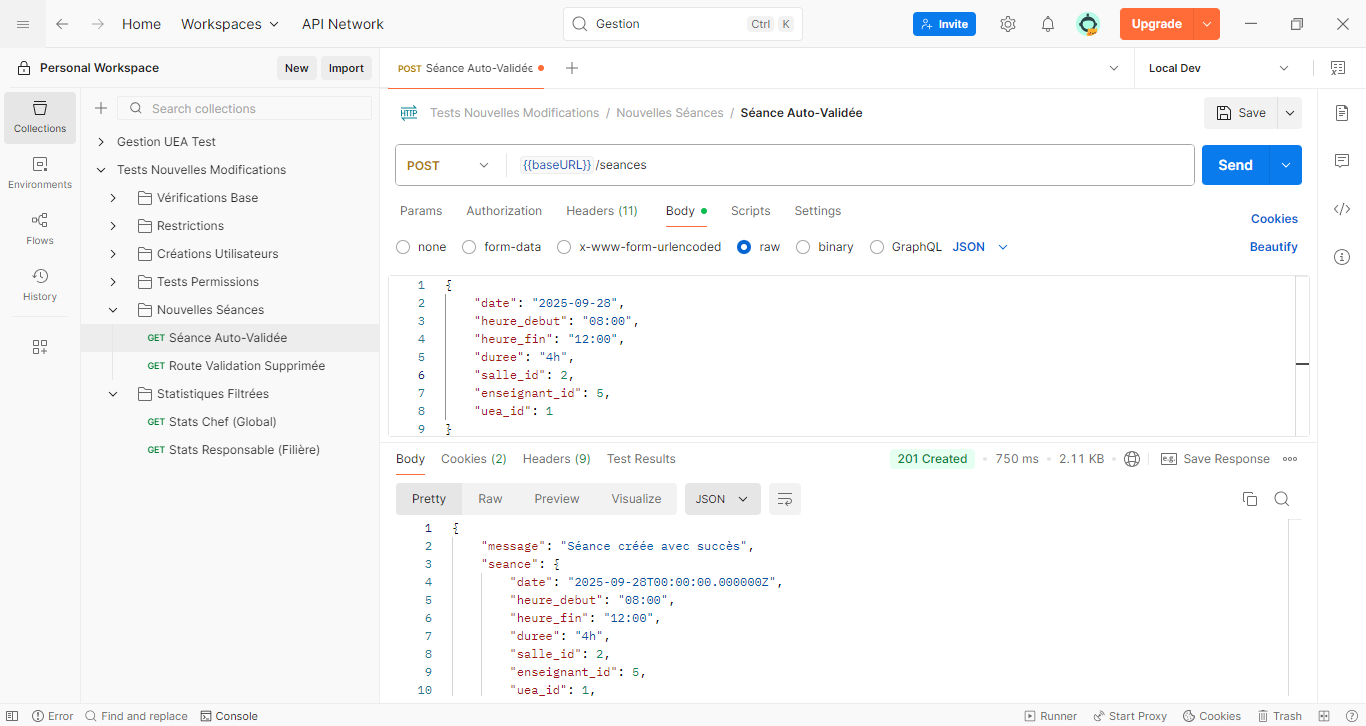 Home Workspaces API Network Gestion Ctrl K Invite Upgrade
Personal Workspace New Import POST Séance Auto-Validée Local Dev
Collections
Environments
Flows
History
Search collections
Gestion UEA Test
Tests Nouvelles Modifications
Vérifications Base
Restrictions
Créations Utilisateurs
Tests Permissions
Nouvelles Séances
GET Séance Auto-Validée
GET Route Validation Supprimée
Statistiques Filtrées
GET Stats Chef (Global)
GET Stats Responsable (Filière)
HTTP Tests Nouvelles Modifications / Nouvelles Séances / Séance Auto-Validée Save
POST {{baseURL}} /seances Send
Params Authorization Headers (11) Body Scripts Settings Cookies
none form-data x-www-form-urlencoded raw binary GraphQL JSON Beautify
1 {
2 "date": "2025-09-28",
3 "heure_debut": "08:00",
4 "heure_fin": "12:00",
5 "duree": "4h",
6 "salle_id": 2,
7 "enseignant_id": 5,
8 "uea_id": 1
9 }
Body Cookies (2) Headers (9) Test Results 201 Created 750 ms 2.11 KB e.g. Save Response
Pretty Raw Preview Visualize JSON
1 {
2 "message": "Séance créée avec succès",
3 "seance": {
4 "date": "2025-09-28T00:00:00.000000Z",
5 "heure_debut": "08:00",
6 "heure_fin": "12:00",
7 "duree": "4h",
8 "salle_id": 2,
9 "enseignant_id": 5,
10 "uea_id": 1,
Error Find and replace Console Runner Start Proxy Cookies Trash